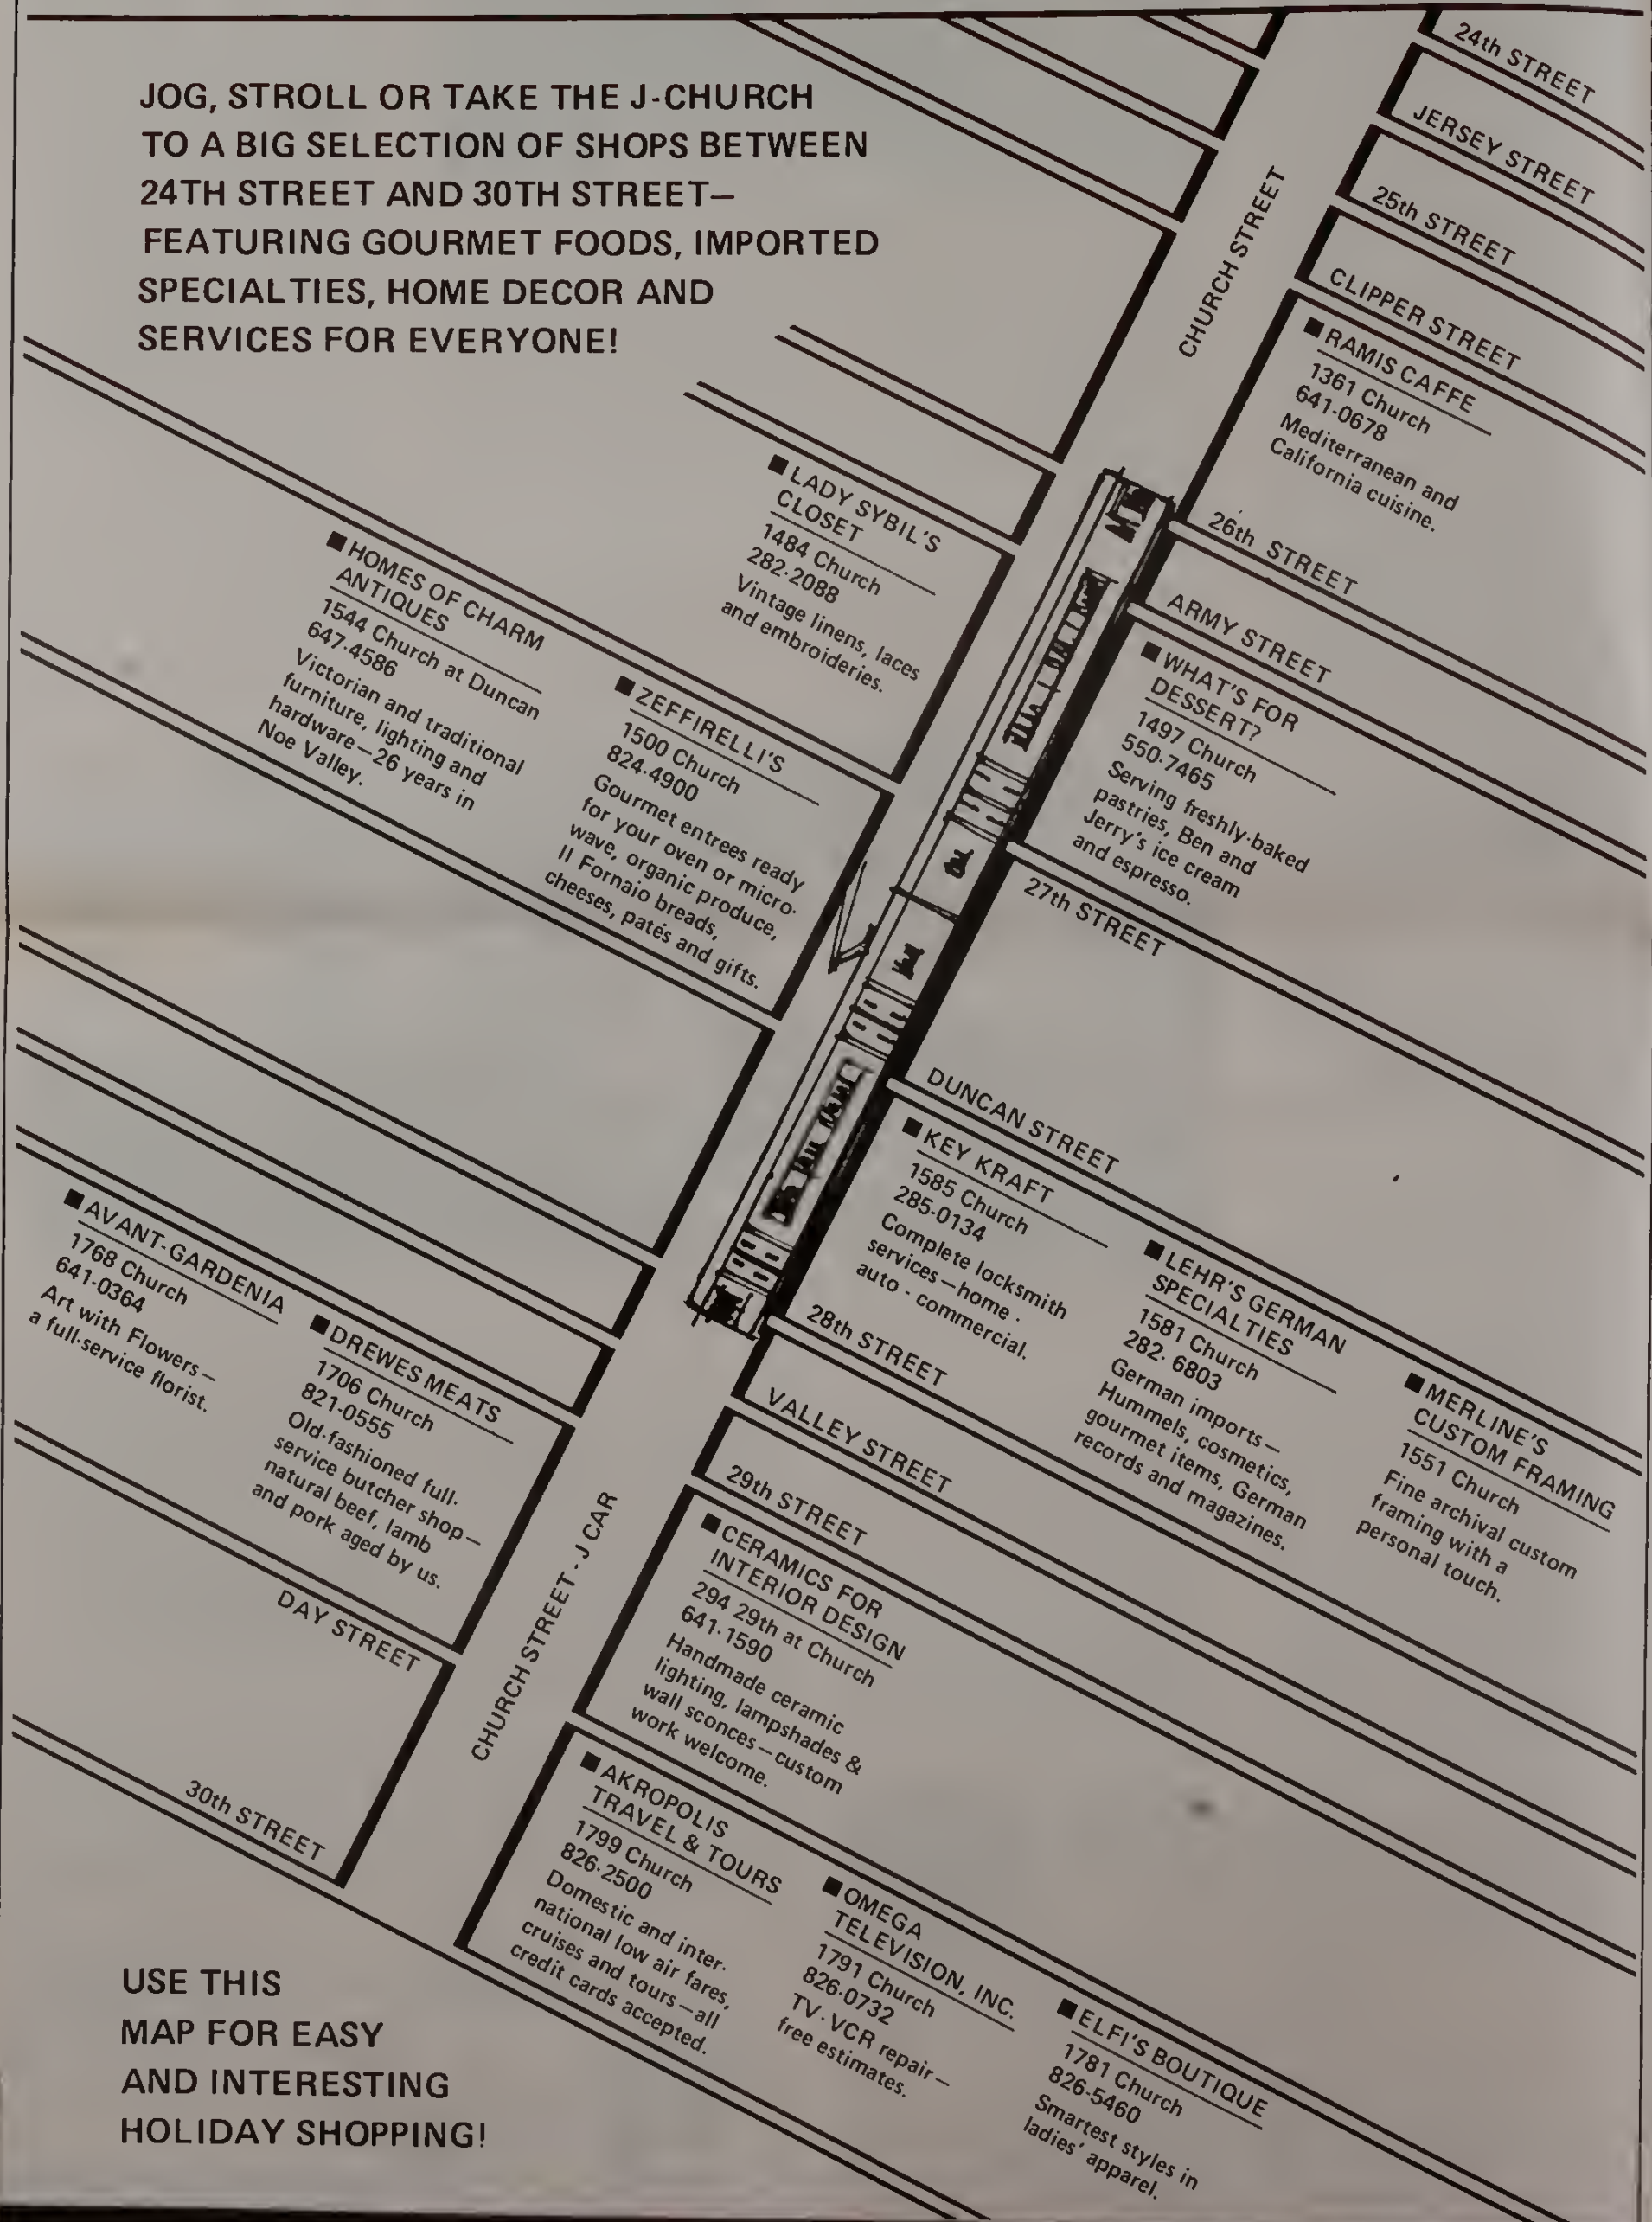 JOG, STROLL OR TAKE THE J-CHURCH
TO A BIG SELECTION OF SHOPS BETWEEN
24TH STREET AND 30TH STREET—
FEATURING GOURMET FOODS, IMPORTED
SPECIALTIES, HOME DECOR AND
SERVICES FOR EVERYONE!
24th STREET
JERSEY STREET
25th STREET
CLIPPER STREET
CHURCH STREET
■RAMIS CAFFE
1361 Church
641-0678
Mediterranean and
California cuisine.
26th STREET
ARMY STREET
■LADY SYBIL'S
CLOSET
1484 Church
282-2088
Vintage linens, laces
and embroideries.
■WHAT'S FOR
DESSERT?
1497 Church
550-7465
Serving freshly-baked
pastries, Ben and
Jerry's ice cream
and espresso.
27th STREET
■HOMES OF CHARM
ANTIQUES
1544 Church at Duncan
647-4586
Victorian and traditional
furniture, lighting and
hardware—26 years in
Noe Valley.
■ZEFFIRELLI'S
1500 Church
824-4900
Gourmet entrees ready
for your oven or micro-
wave, organic produce,
Il Fornaio breads,
cheeses, patés and gifts.
DUNCAN STREET
■KEY KRAFT
1585 Church
285-0134
Complete locksmith
services—home -
auto - commercial.
■LEHR'S GERMAN
SPECIALTIES
1581 Church
282-6803
German imports—
Hummels, cosmetics,
gourmet items, German
records and magazines.
■MERLINE'S
CUSTOM FRAMING
1551 Church
Fine archival custom
framing with a
personal touch.
28th STREET
VALLEY STREET
29th STREET
■AVANT-GARDENIA
1768 Church
641-0364
Art with Flowers—
a full-service florist.
■DREWES MEATS
1706 Church
821-0555
Old-fashioned full-
service butcher shop—
natural beef, lamb
and pork aged by us.
DAY STREET
CHURCH STREET - J CAR
■CERAMICS FOR
INTERIOR DESIGN
294 29th at Church
641-1590
Handmade ceramic
lighting, lampshades &
wall sconces—custom
work welcome.
30th STREET
■AKROPOLIS
TRAVEL & TOURS
1799 Church
826-2500
Domestic and inter-
national low air fares,
cruises and tours—all
credit cards accepted.
■OMEGA
TELEVISION, INC.
1791 Church
826-0732
TV-VCR repair—
free estimates.
■ELFI'S BOUTIQUE
1781 Church
826-5460
Smartest styles in
ladies' apparel.
USE THIS
MAP FOR EASY
AND INTERESTING
HOLIDAY SHOPPING!